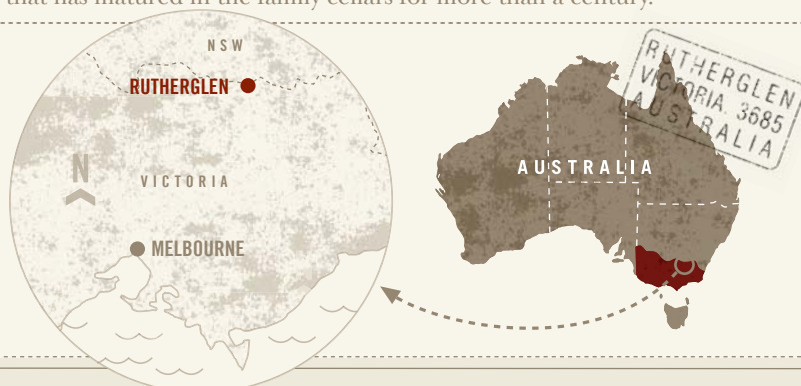 that has matured in the family cellars for more than a century.
NSW
RUTHERGLEN
N
VICTORIA
MELBOURNE
AUSTRALIA
RUTHERGLEN
VICTORIA, 3685
AUSTRALIA